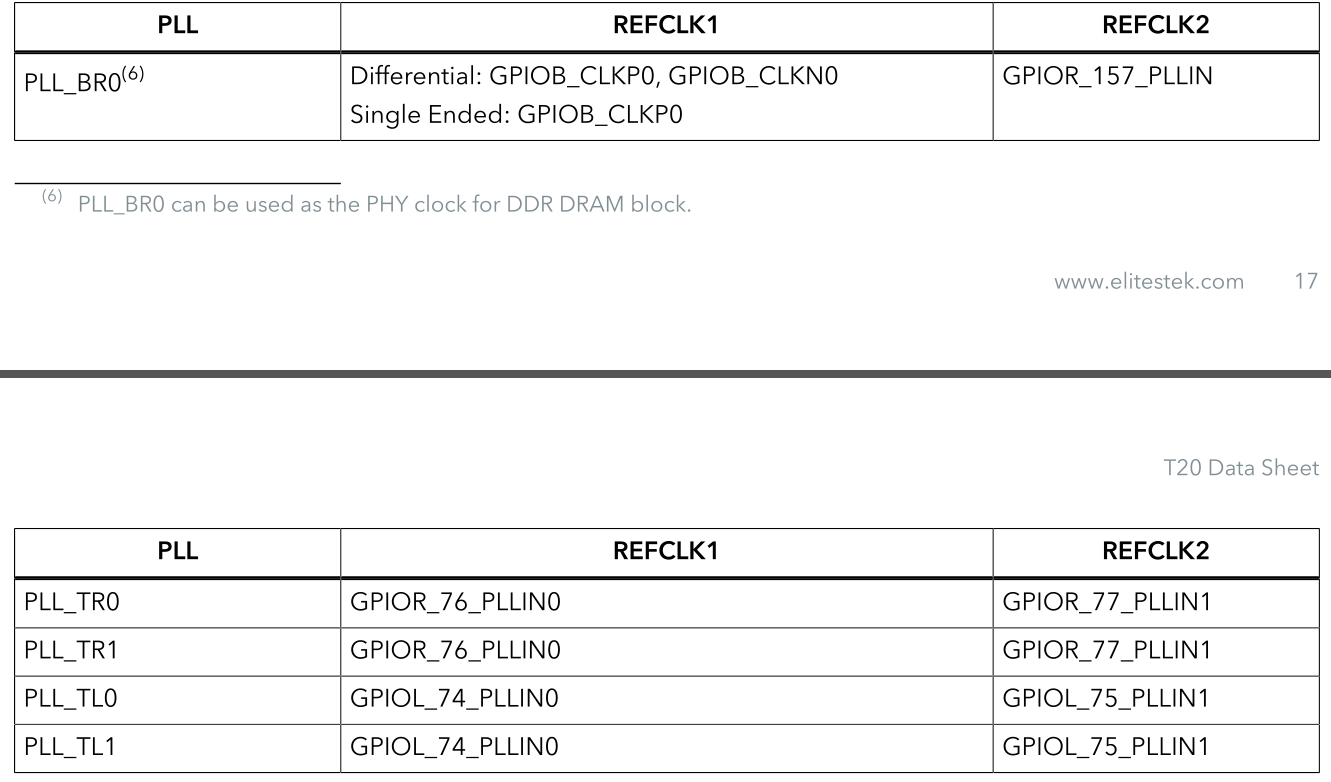 PLL REFCLK1 REFCLK2
PLL_BR0(6) Differential: GPIOB_CLKP0, GPIOB_CLKN0 GPIOR_157_PLLIN
Single Ended: GPIOB_CLKP0
(6) PLL_BR0 can be used as the PHY clock for DDR DRAM block.
www.elitestek.com 17
T20 Data Sheet
PLL REFCLK1 REFCLK2
PLL_TR0 GPIOR_76_PLLIN0 GPIOR_77_PLLIN1
PLL_TR1 GPIOR_76_PLLIN0 GPIOR_77_PLLIN1
PLL_TL0 GPIOL_74_PLLIN0 GPIOL_75_PLLIN1
PLL_TL1 GPIOL_74_PLLIN0 GPIOL_75_PLLIN1